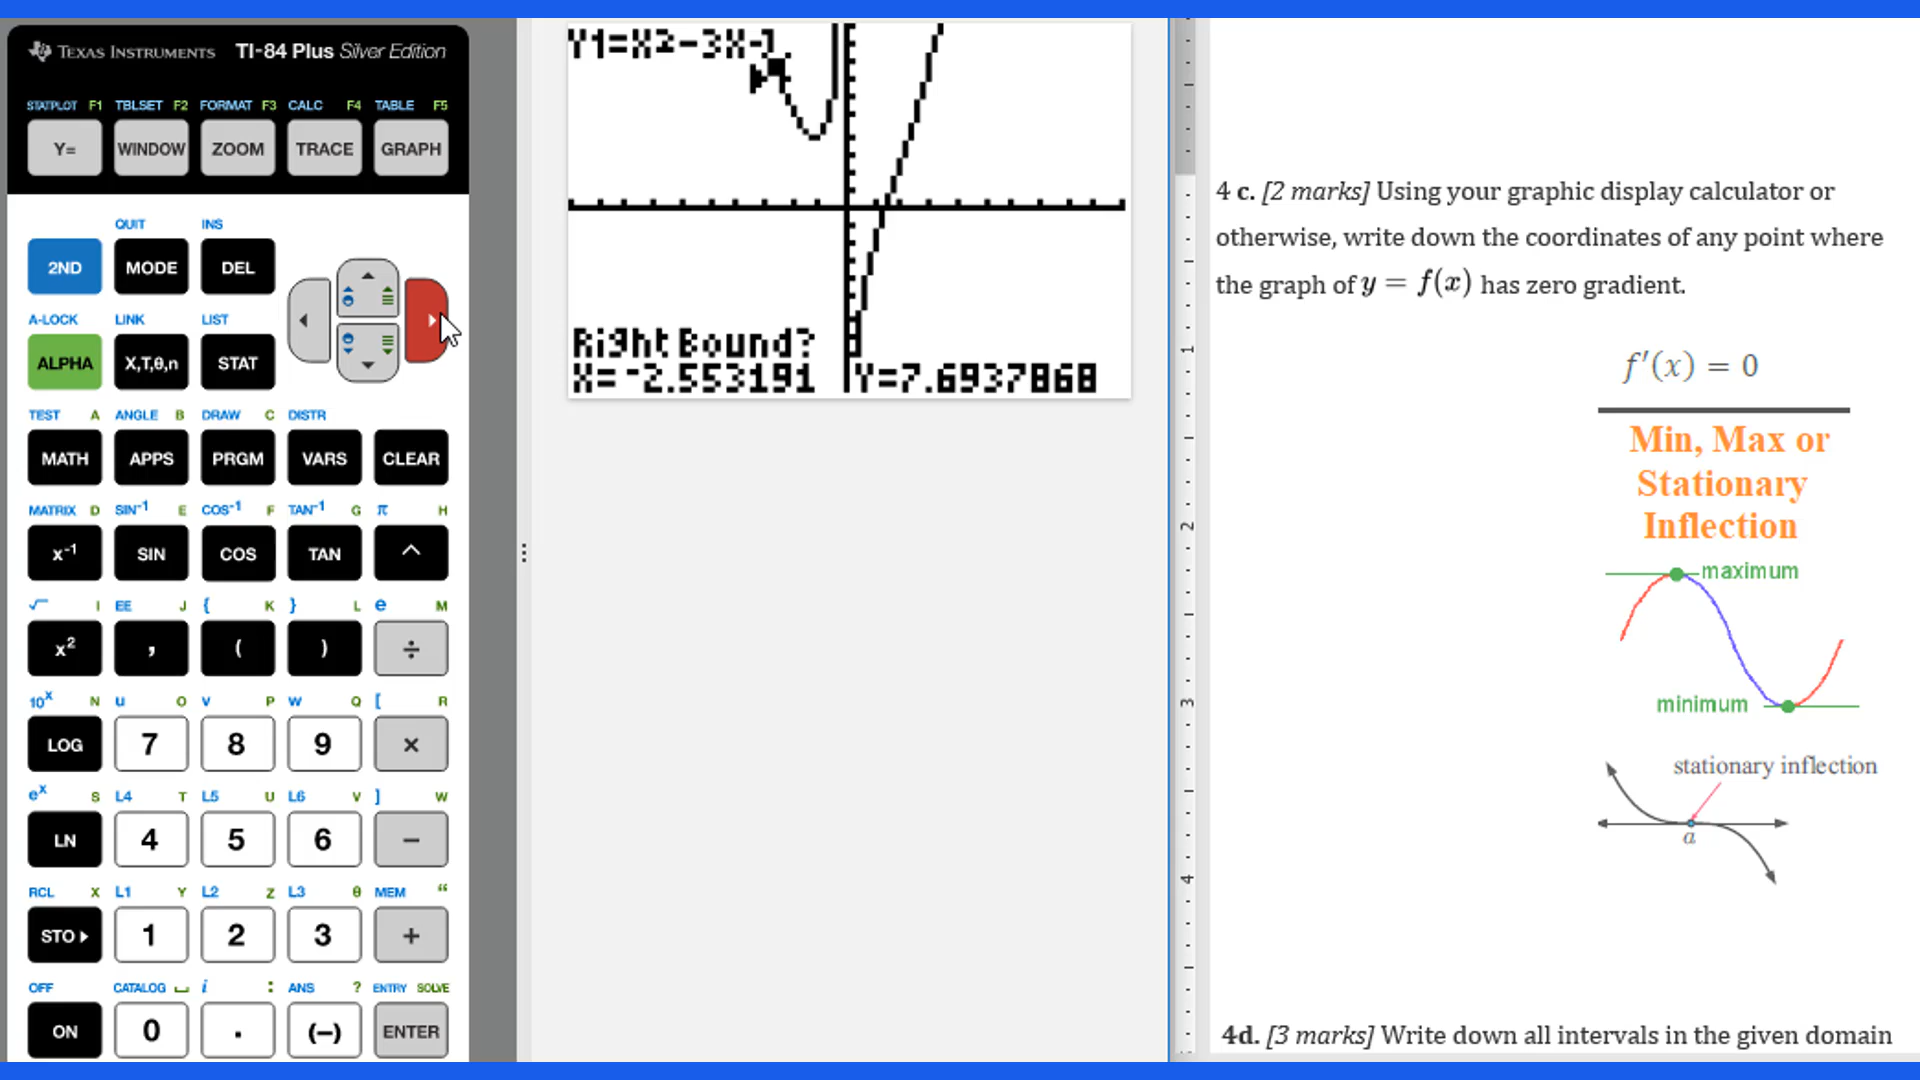 TEXAS INSTRUMENTS TI-84 Plus Silver Edition
STATPLOT F1 TBLSET F2 FORMAT F3 CALC F4 TABLE F5
Y= WINDOW ZOOM TRACE GRAPH
QUIT INS
2ND MODE DEL
A-LOCK LINK LIST
ALPHA X,T,θ,n STAT
TEST A ANGLE B DRAW C DISTR
MATH APPS PRGM VARS CLEAR
MATRIX D SIN⁻¹ E COS⁻¹ F TAN⁻¹ G π H
x⁻¹ SIN COS TAN ^
√ I EE J { K } L e M
x² , ( ) ÷
10ˣ N u O v P w Q [ R
LOG 7 8 9 ×
eˣ S L4 T L5 U L6 V ] W
LN 4 5 6 −
RCL X L1 Y L2 Z L3 θ MEM “
STO▸ 1 2 3 +
OFF CATALOG ⎵ i : ANS ? ENTRY SOLVE
ON 0 . (−) ENTER
Right Bound?
X=-2.553191 Y=7.6937868
1
2
3
4
4 c. [2 marks] Using your graphic display calculator or
otherwise, write down the coordinates of any point where
the graph of y = f(x) has zero gradient.
f′(x) = 0
Min, Max or
Stationary
Inflection
maximum
minimum
stationary inflection
a
4d. [3 marks] Write down all intervals in the given domain